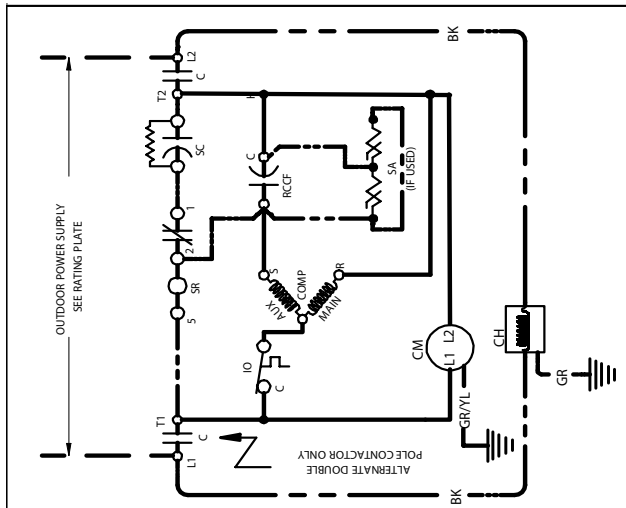 BK
L2
C
T2
SC
1
2
SR
5
T1
C
L1
OUTDOOR POWER SUPPLY
SEE RATING PLATE
H
C
RCCF
SA
(IF USED)
S
AUX
COMP
MAIN
R
IO
C
CM
L1 L2
GR/YL
CH
GR
ALTERNATE DOUBLE
POLE CONTACTOR ONLY
BK